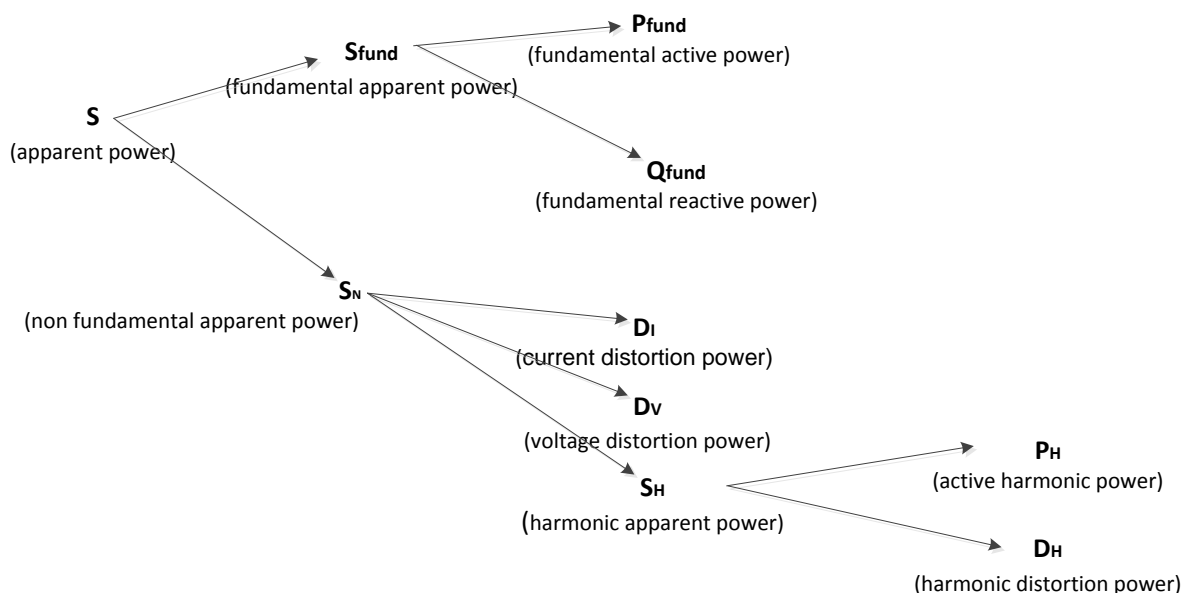 Pfund
(fundamental active power)
Sfund
(fundamental apparent power)
S
(apparent power)
Qfund
(fundamental reactive power)
SN
(non fundamental apparent power)
DI
(current distortion power)
DV
(voltage distortion power)
SH
(harmonic apparent power)
PH
(active harmonic power)
DH
(harmonic distortion power)